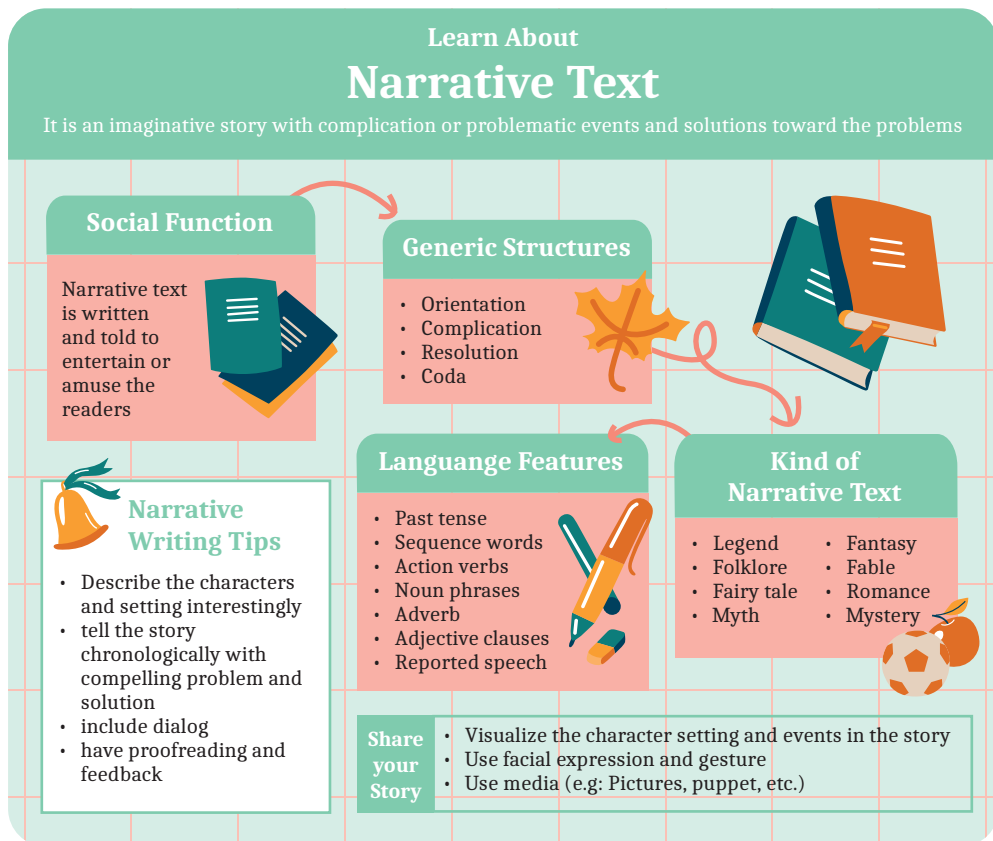 Learn About
Narrative Text
It is an imaginative story with complication or problematic events and solutions toward the problems
Social Function
Narrative text
is written
and told to
entertain or
amuse the
readers
Generic Structures
• Orientation
• Complication
• Resolution
• Coda
Kind of
Narrative Text
• Legend
• Folklore
• Fairy tale
• Myth
• Fantasy
• Fable
• Romance
• Mystery
Languange Features
• Past tense
• Sequence words
• Action verbs
• Noun phrases
• Adverb
• Adjective clauses
• Reported speech
Narrative
Writing Tips
• Describe the characters
and setting interestingly
• tell the story
chronologically with
compelling problem and
solution
• include dialog
• have proofreading and
feedback
Share
your
Story
• Visualize the character setting and events in the story
• Use facial expression and gesture
• Use media (e.g: Pictures, puppet, etc.)